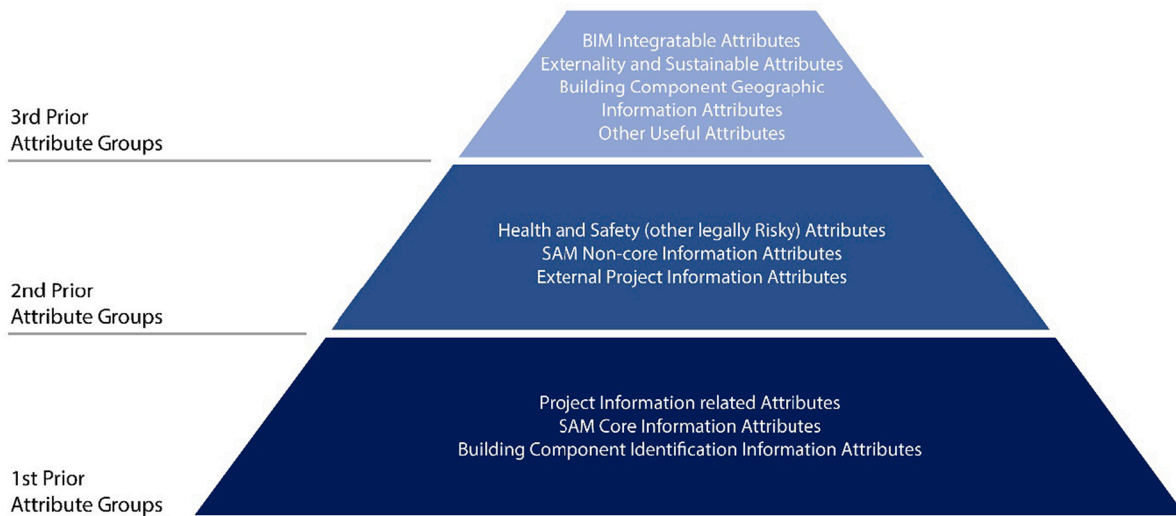 BIM Integratable Attributes
Externality and Sustainable Attributes
Building Component Geographic
Information Attributes
Other Useful Attributes
3rd Prior
Attribute Groups
Health and Safety (other legally Risky) Attributes
SAM Non-core Information Attributes
External Project Information Attributes
2nd Prior
Attribute Groups
Project Information related Attributes
SAM Core Information Attributes
Building Component Identification Information Attributes
1st Prior
Attribute Groups